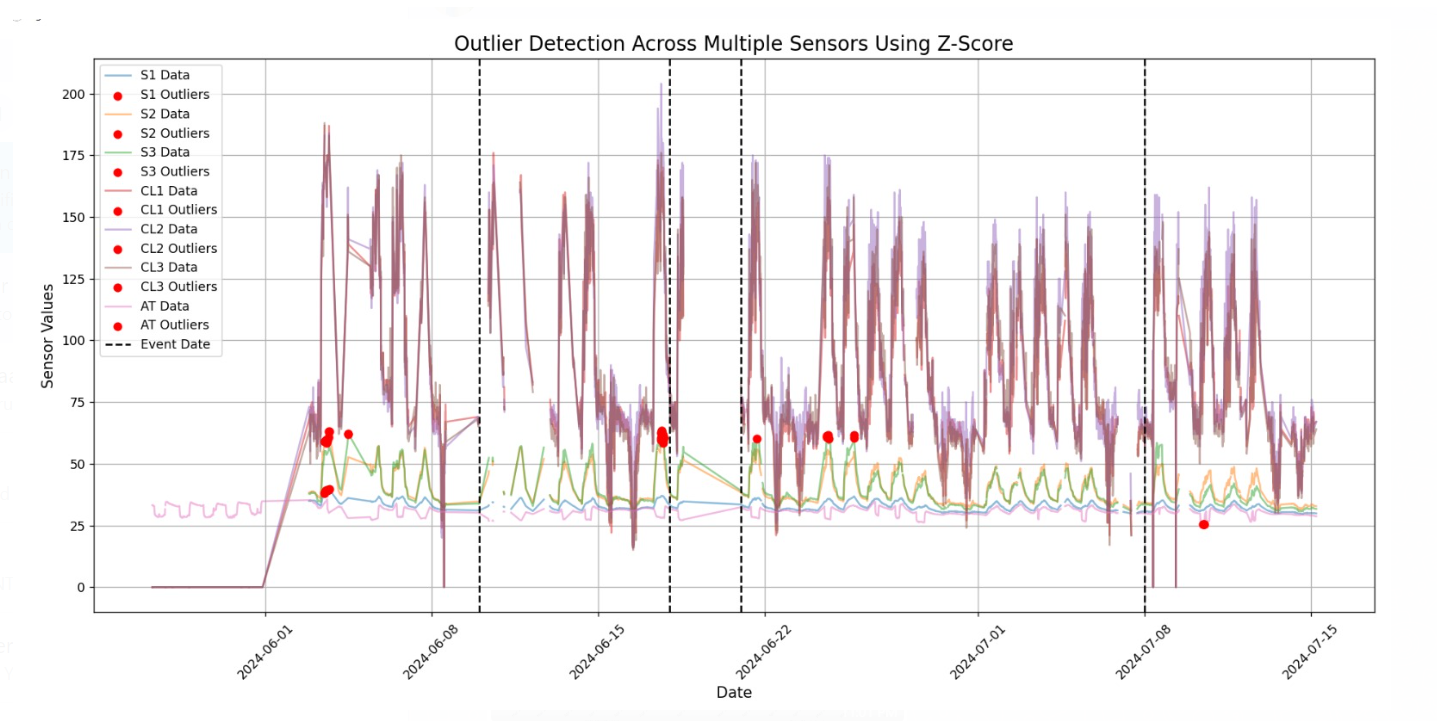 Outlier Detection Across Multiple Sensors Using Z-Score
S1 Data
S1 Outliers
S2 Data
S2 Outliers
S3 Data
S3 Outliers
CL1 Data
CL1 Outliers
CL2 Data
CL2 Outliers
CL3 Data
CL3 Outliers
AT Data
AT Outliers
Event Date
Sensor Values
200
175
150
125
100
75
50
25
0
2024-06-01
2024-06-08
2024-06-15
2024-06-22
2024-07-01
2024-07-08
2024-07-15
Date